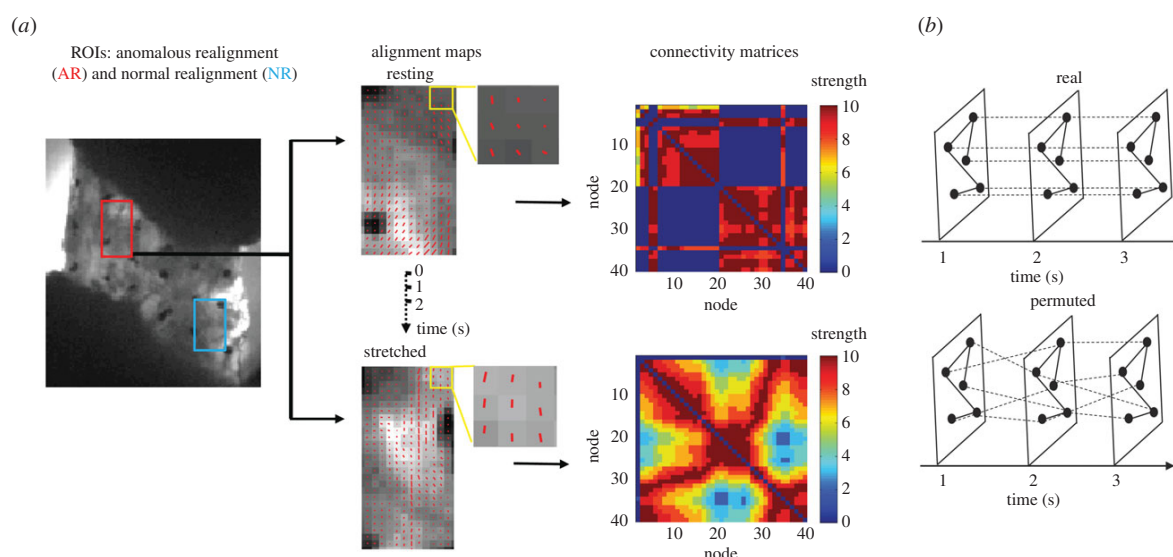 (a)
ROIs: anomalous realignment
(AR) and normal realignment (NR)
alignment maps
resting
0
1
2
time (s)
stretched
connectivity matrices
strength
10
8
6
4
2
0
node
10
20
30
40
10 20 30 40
node
strength
10
8
6
4
2
0
node
10
20
30
40
10 20 30 40
node
(b)
real
1 2 3
time (s)
permuted
1 2 3
time (s)